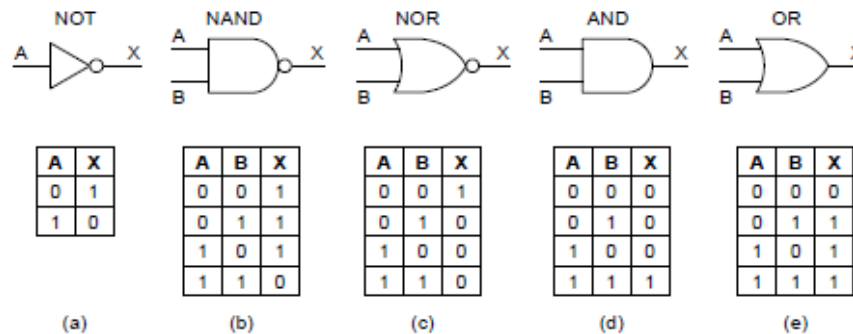 NOT NAND NOR AND OR
A X A X A X A X A X
B B B B
A X A B X A B X A B X A B X
0 1 0 0 1 0 0 1 0 0 0 0 0 0
1 0 0 1 1 0 1 0 0 1 0 0 1 1
1 0 1 1 0 0 1 0 0 1 0 1
1 1 0 1 1 0 1 1 1 1 1 1
(a) (b) (c) (d) (e)